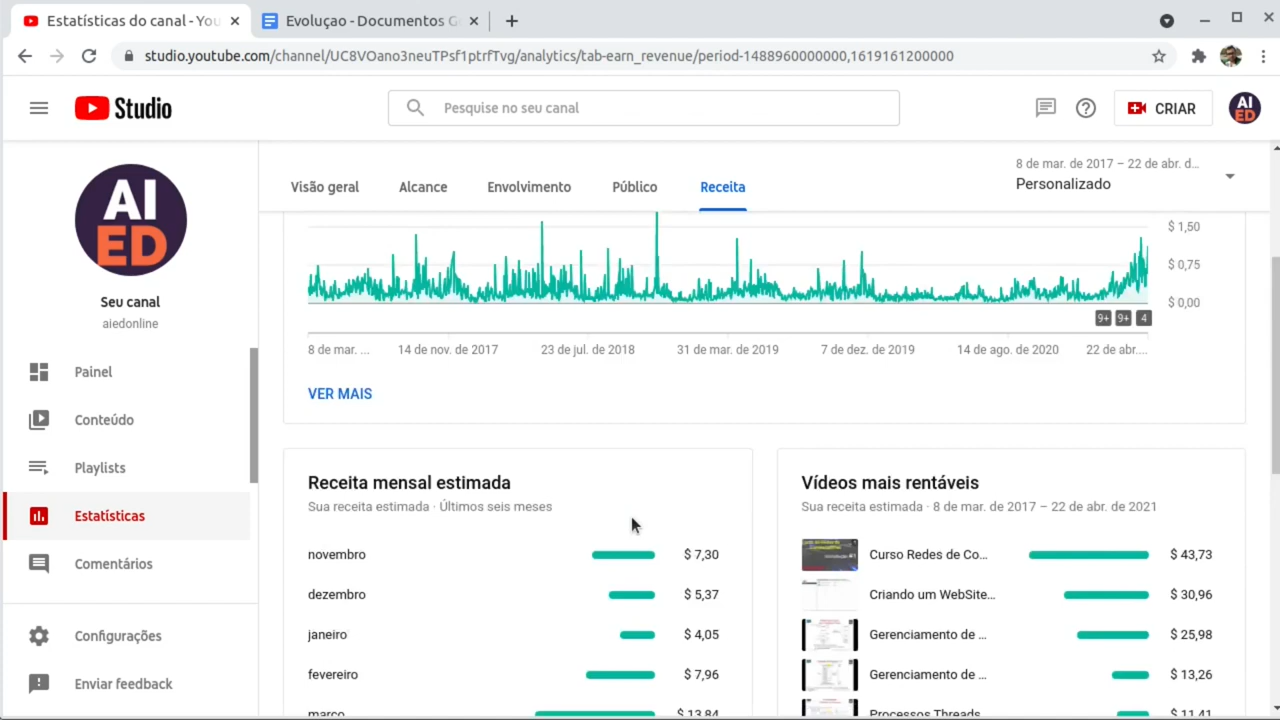 Estatísticas do canal - You
Evoluçao - Documentos G
studio.youtube.com/channel/UC8VOano3neuTPsf1ptrfTvg/analytics/tab-earn_revenue/period-1488960000000,1619161200000
Studio
Pesquise no seu canal
CRIAR
AI
ED
AI
ED
Seu canal
aiedonline
Painel
Conteúdo
Playlists
Estatísticas
Comentários
Configurações
Enviar feedback
Visão geral
Alcance
Envolvimento
Público
Receita
8 de mar. de 2017 – 22 de abr. d...
Personalizado
$ 1,50
$ 0,75
$ 0,00
9+ 9+ 4
8 de mar. ... 14 de nov. de 2017 23 de jul. de 2018 31 de mar. de 2019 7 de dez. de 2019 14 de ago. de 2020 22 de abr....
VER MAIS
Receita mensal estimada
Sua receita estimada · Últimos seis meses
novembro $ 7,30
dezembro $ 5,37
janeiro $ 4,05
fevereiro $ 7,96
março $ 13,84
Vídeos mais rentáveis
Sua receita estimada · 8 de mar. de 2017 – 22 de abr. de 2021
Curso Redes de Co... $ 43,73
Criando um WebSite... $ 30,96
Gerenciamento de ... $ 25,98
Gerenciamento de ... $ 13,26
Processos Threads $ 11,41